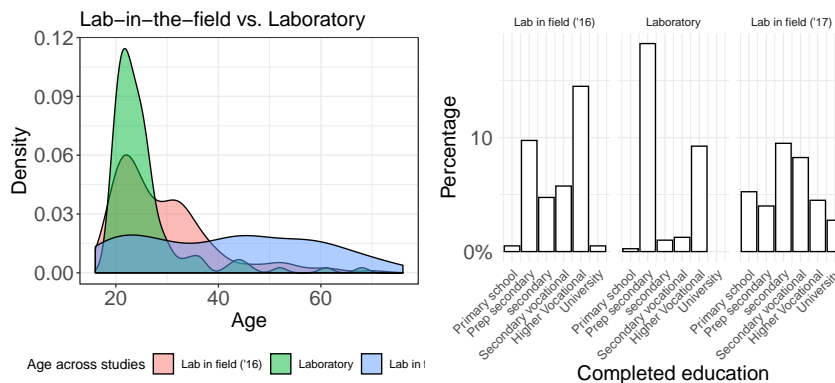 Lab−in−the−field vs. Laboratory
0.12
0.09
0.06
0.03
0.00
Density
20 40 60
Age
Age across studies Lab in field ('16) Laboratory Lab in f
Lab in field ('16) Laboratory Lab in field ('17)
Percentage
10
0%
Primary school
Prep secondary
secondary
Secondary vocational
Higher Vocational
University
Primary school
Prep secondary
secondary
Secondary vocational
Higher Vocational
University
Primary school
Prep secondary
secondary
Secondary vocational
Higher Vocational
University
Completed education